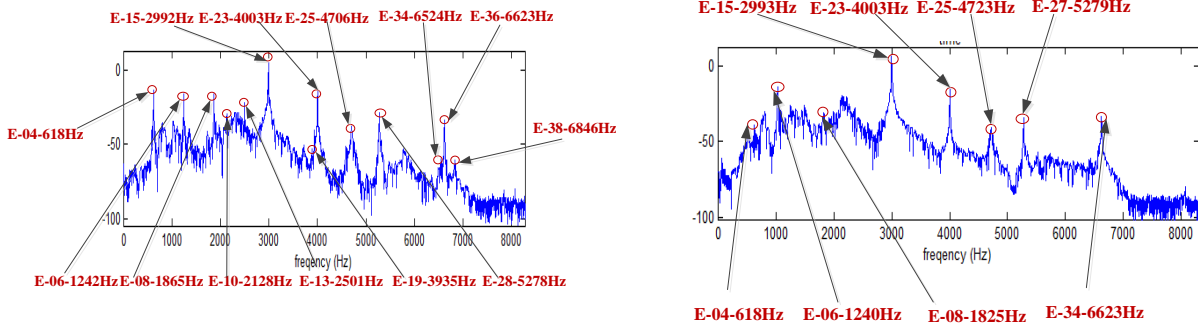 E-15-2992Hz E-23-4003Hz E-25-4706Hz E-34-6524Hz E-36-6623Hz
E-04-618Hz
E-38-6846Hz
0
-50
-100
0 1000 2000 3000 4000 5000 6000 7000 8000
freqency (Hz)
E-06-1242Hz E-08-1865Hz E-10-2128Hz E-13-2501Hz E-19-3935Hz E-28-5278Hz
E-15-2993Hz E-23-4003Hz E-25-4723Hz E-27-5279Hz
0
-50
-100
0 1000 2000 3000 4000 5000 6000 7000 8000
freqency (Hz)
E-04-618Hz E-06-1240Hz E-08-1825Hz E-34-6623Hz